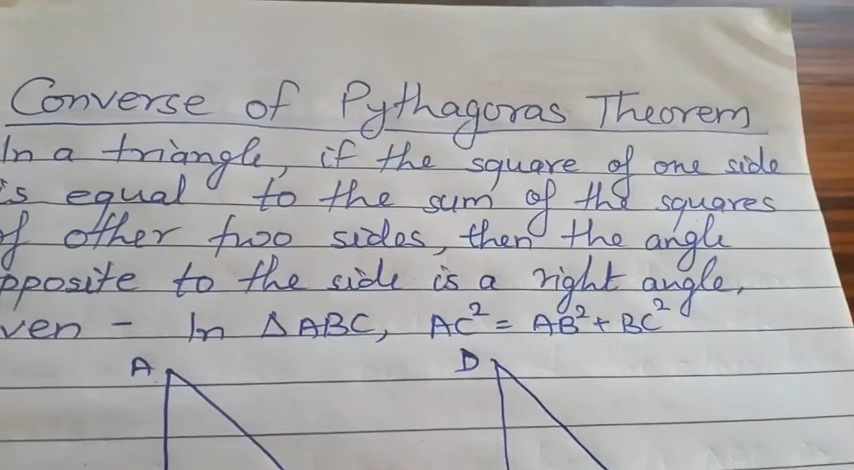 Converse of Pythagoras Theorem
In a triangle, if the square of one side
is equal to the sum of the squares
of other two sides, then the angle
pposite to the side is a right angle.
ven - In ΔABC, AC² = AB² + BC²
A D